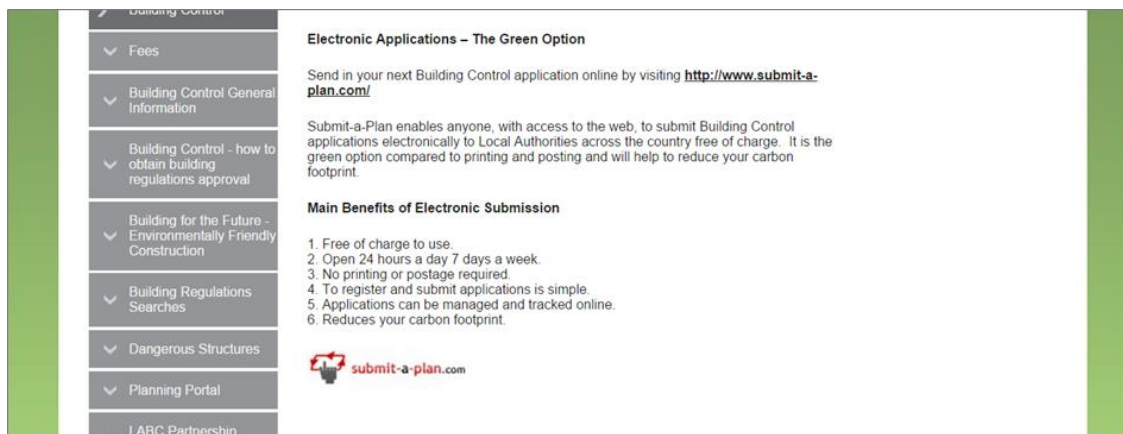 Building Control
Fees
Building Control General
Information
Building Control - how to
obtain building
regulations approval
Building for the Future -
Environmentally Friendly
Construction
Building Regulations
Searches
Dangerous Structures
Planning Portal
LABC Partnership
Electronic Applications – The Green Option
Send in your next Building Control application online by visiting http://www.submit-a-
plan.com/
Submit-a-Plan enables anyone, with access to the web, to submit Building Control
applications electronically to Local Authorities across the country free of charge.  It is the
green option compared to printing and posting and will help to reduce your carbon
footprint.
Main Benefits of Electronic Submission
1. Free of charge to use.
2. Open 24 hours a day 7 days a week.
3. No printing or postage required.
4. To register and submit applications is simple.
5. Applications can be managed and tracked online.
6. Reduces your carbon footprint.
submit-a-plan.com